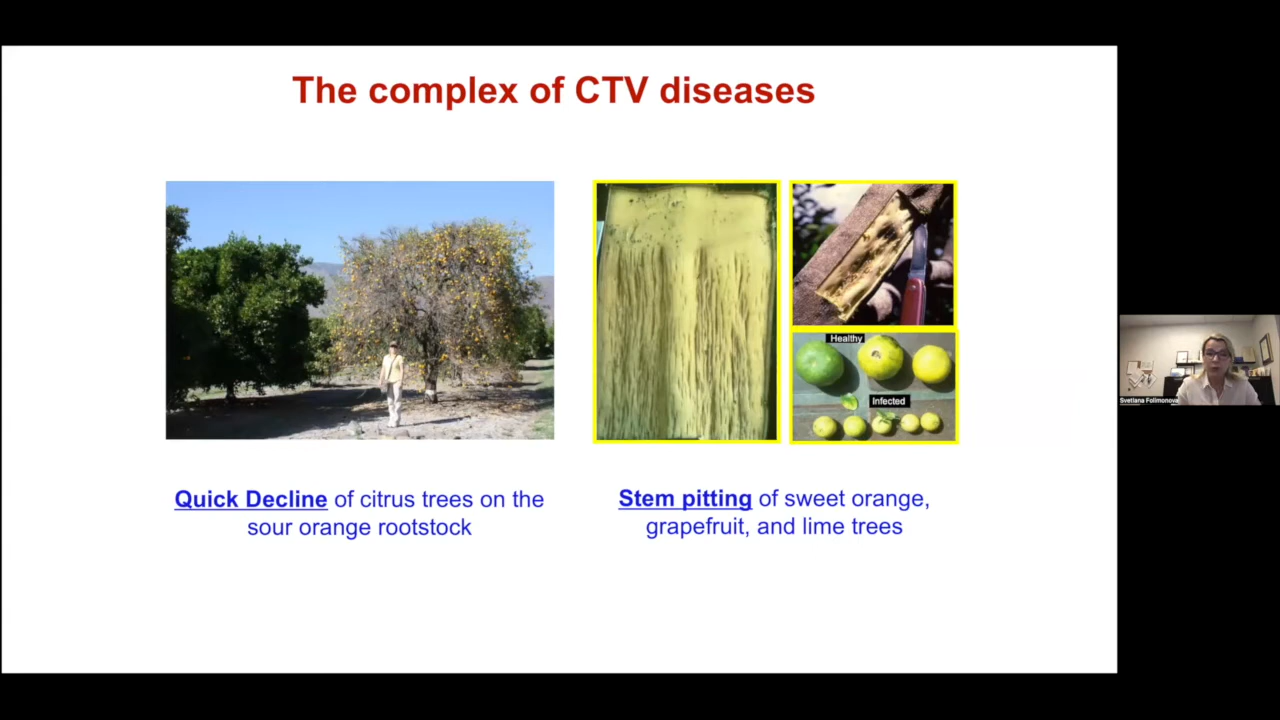 The complex of CTV diseases
Healthy
Infected
Quick Decline of citrus trees on the
sour orange rootstock
Stem pitting of sweet orange,
grapefruit, and lime trees
Svetlana Folimonova